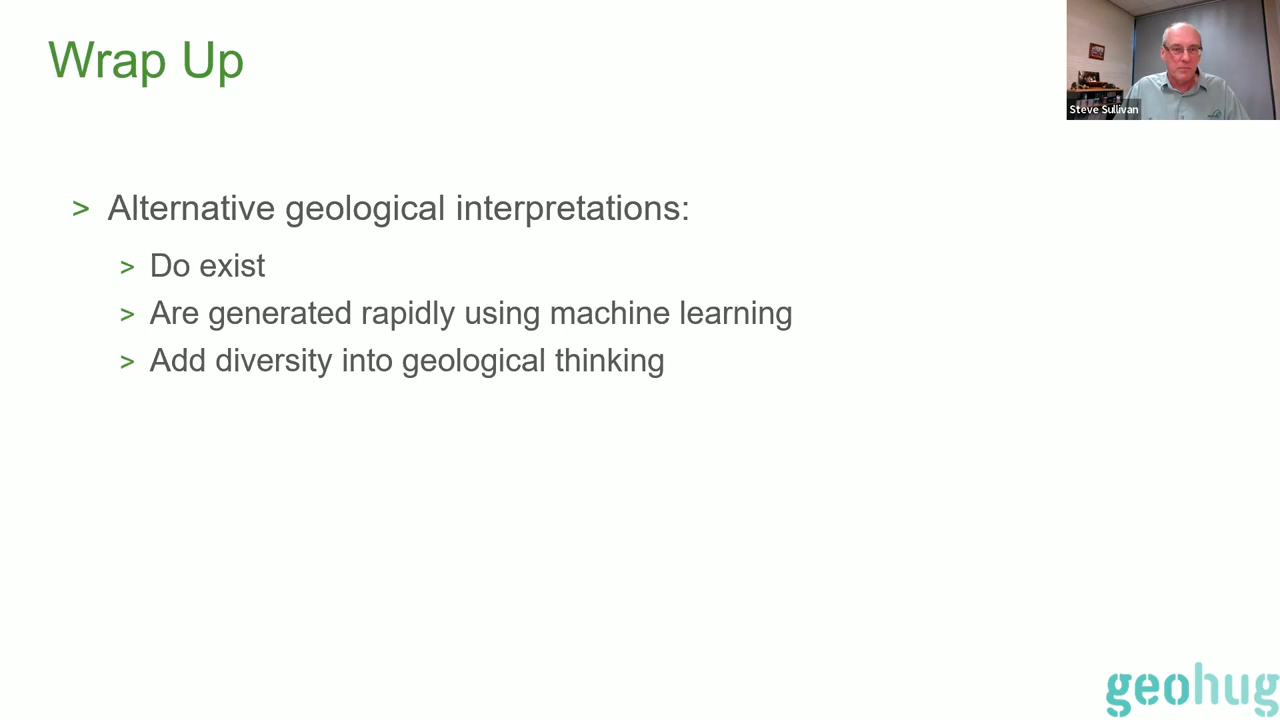 Wrap Up
Steve Sullivan
> Alternative geological interpretations:
> Do exist
> Are generated rapidly using machine learning
> Add diversity into geological thinking
geohug